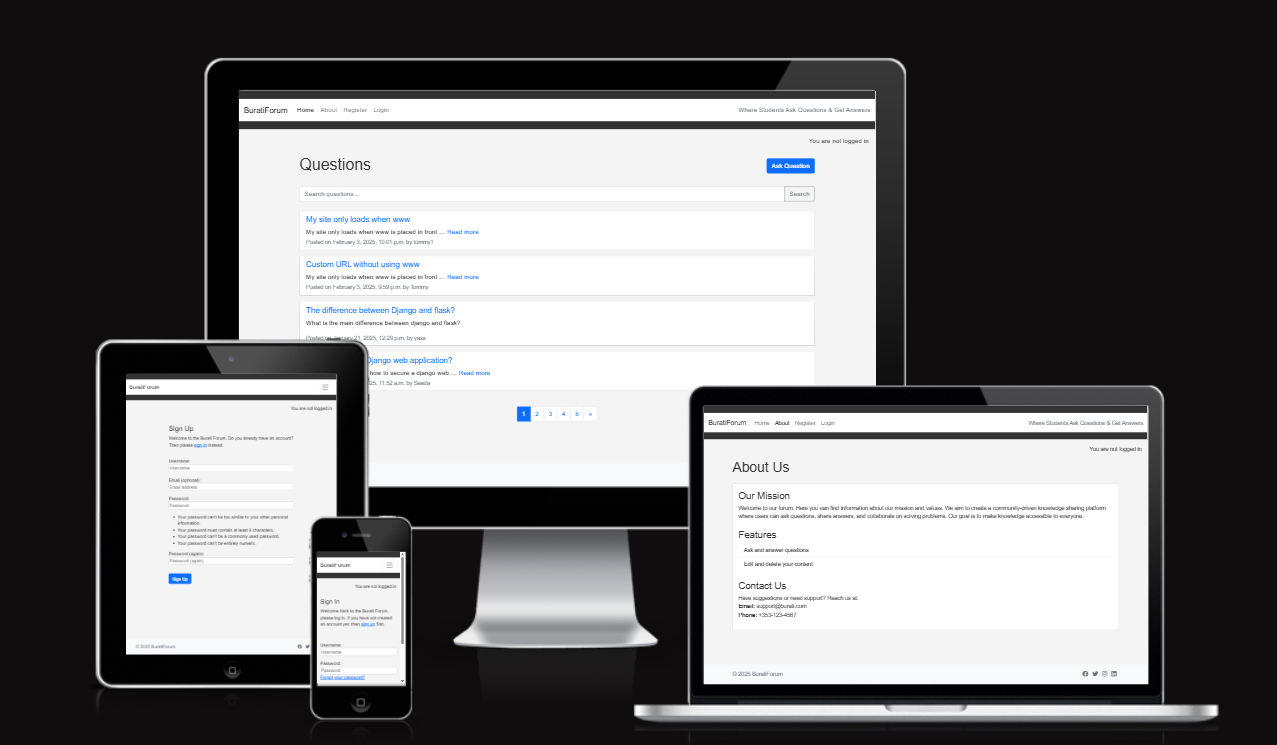 BuratiForum Home About Register Login Where Students Ask Questions & Get Answers
You are not logged in
Questions
Ask Question
Search questions...
Search
My site only loads when www
My site only loads when www is placed in front ... Read more
Posted on February 3, 2025, 10:01 p.m. by tommy1
Custom URL without using www
My site only loads when www is placed in front ... Read more
Posted on February 3, 2025, 9:59 p.m. by Tommy
The difference between Django and flask?
What is the main difference between django and flask?
Posted on January 21, 2025, 12:29 p.m. by yass
Django web application?
how to secure a django web ... Read more
25, 11:52 a.m. by Saada
1 2 3 4 5 »
BuratiForum
You are not logged in
Sign Up
Welcome to the Burati Forum. Do you already have an account?
Then please sign in instead.
Username:
Username
Email (optional):
Email address
Password:
Password
Your password can't be too similar to your other personal
information.
Your password must contain at least 8 characters.
Your password can't be a commonly used password.
Your password can't be entirely numeric.
Password (again):
Password (again)
Sign Up
© 2025 BuratiForum
BuratiForum
You are not logged in
Sign In
Welcome back to the Burati Forum,
please log in. If you have not created
an account yet, then sign up first.
Username:
Username
Password:
Password
Forgot your password?
BuratiForum Home About Register Login Where Students Ask Questions & Get Answers
You are not logged in
About Us
Our Mission
Welcome to our forum. Here you can find information about our mission and values. We aim to create a community-driven knowledge sharing platform
where users can ask questions, share answers, and collaborate on solving problems. Our goal is to make knowledge accessible to everyone.
Features
Ask and answer questions
Edit and delete your content
Contact Us
Have suggestions or need support? Reach us at:
Email: support@burati.com
Phone: +353-123-4567
© 2025 BuratiForum